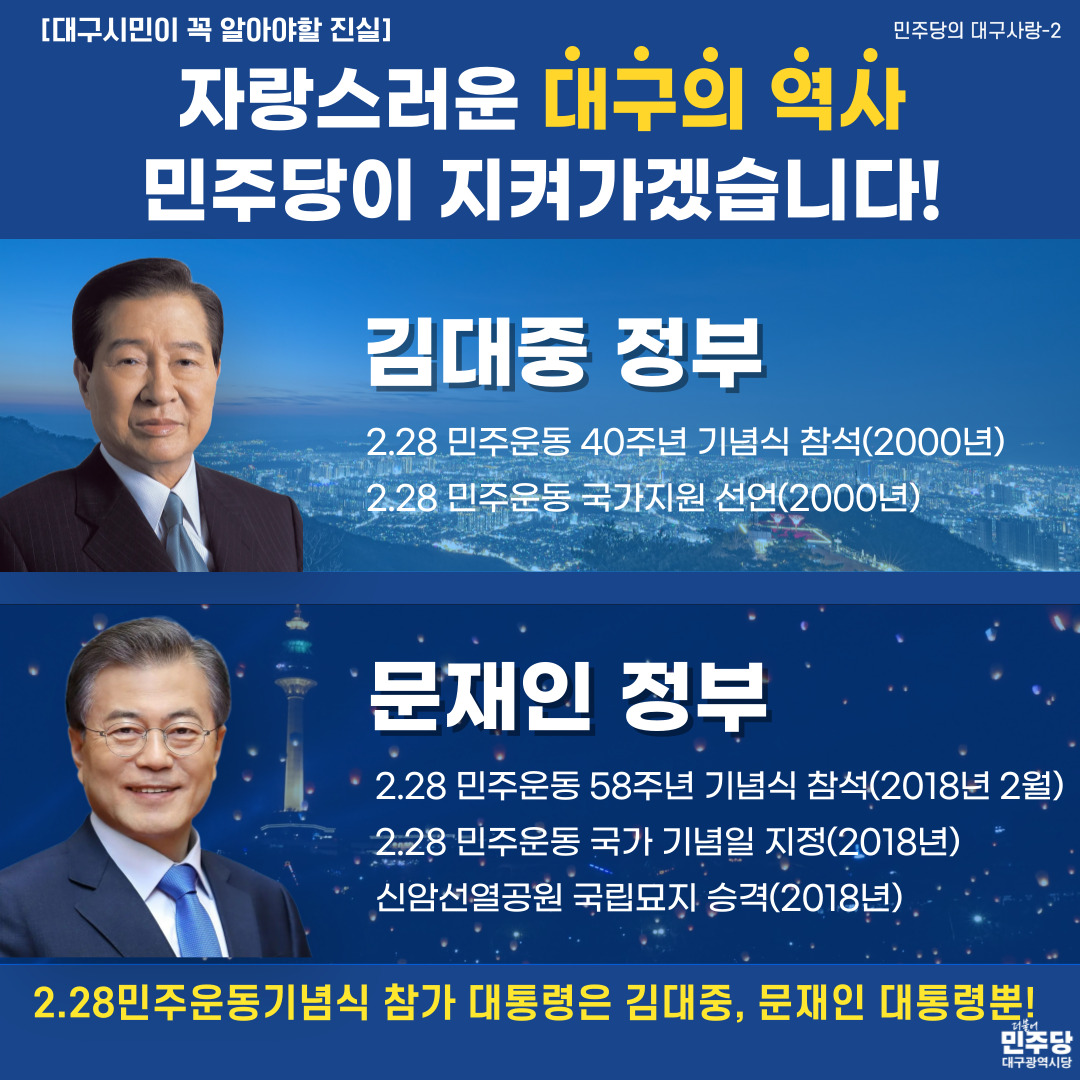 [대구시민이 꼭 알아야할 진실]
민주당의 대구사랑-2
자랑스러운 대구의 역사
민주당이 지켜가겠습니다!
김대중 정부
2.28 민주운동 40주년 기념식 참석(2000년)
2.28 민주운동 국가지원 선언(2000년)
문재인 정부
2.28 민주운동 58주년 기념식 참석(2018년 2월)
2.28 민주운동 국가 기념일 지정(2018년)
신암선열공원 국립묘지 승격(2018년)
2.28민주운동기념식 참가 대통령은 김대중, 문재인 대통령뿐!
더불어
민주당
대구광역시당